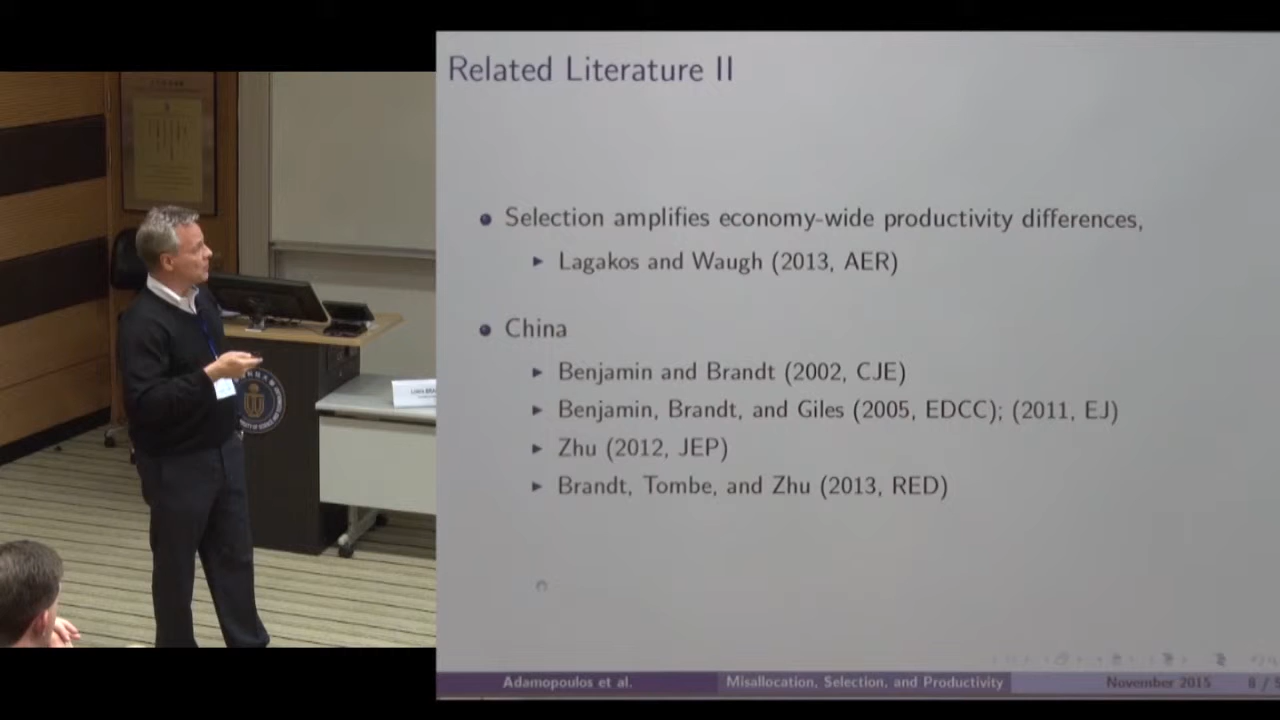 Related Literature II
Selection amplifies economy-wide productivity differences,
Lagakos and Waugh (2013, AER)
China
Benjamin and Brandt (2002, CJE)
Benjamin, Brandt, and Giles (2005, EDCC); (2011, EJ)
Zhu (2012, JEP)
Brandt, Tombe, and Zhu (2013, RED)
Adamopoulos et al. Misallocation, Selection, and Productivity November 2015 8 /